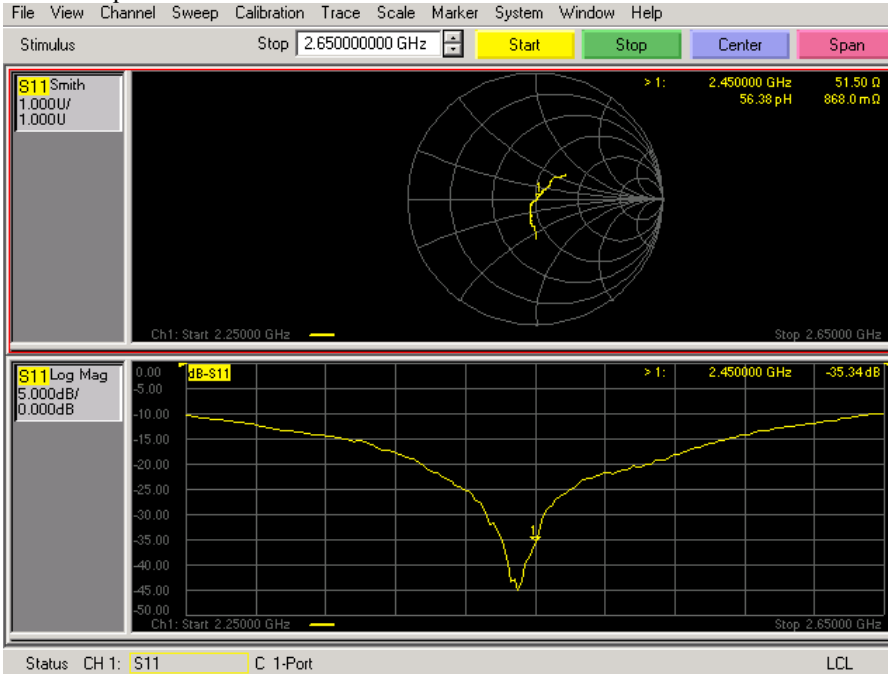 File View Channel Sweep Calibration Trace Scale Marker System Window Help
Stimulus Stop 2.650000000 GHz Start Stop Center Span
S11 Smith
1.000U/
1.000U
> 1: 2.450000 GHz 51.50 Ω
56.38 pH 868.0 mΩ
1
Ch1: Start 2.25000 GHz Stop 2.65000 GHz
S11 Log Mag
5.000dB/
0.000dB
dB-S11
> 1: 2.450000 GHz -35.34 dB
0.00
-5.00
-10.00
-15.00
-20.00
-25.00
-30.00
-35.00
-40.00
-45.00
-50.00
1
Ch1: Start 2.25000 GHz Stop 2.65000 GHz
Status CH 1: S11 C 1-Port LCL